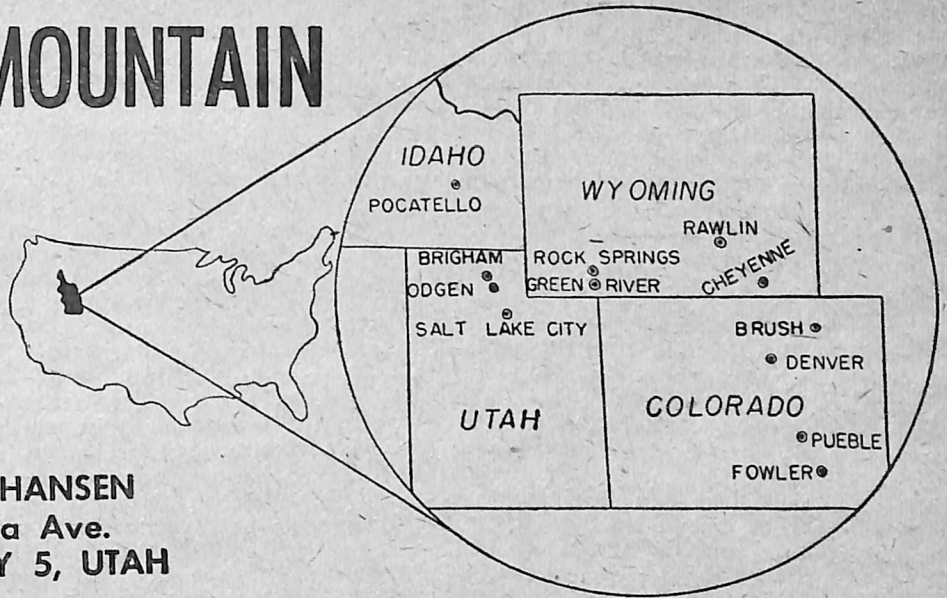 MOUNTAIN
IDAHO
POCATELLO
WYOMING
RAWLIN
CHEYENNE
BRIGHAM
ODGEN
ROCK SPRINGS
GREEN RIVER
SALT LAKE CITY
BRUSH
DENVER
UTAH
COLORADO
PUEBLE
FOWLER
HANSEN
a Ave.
Y 5, UTAH